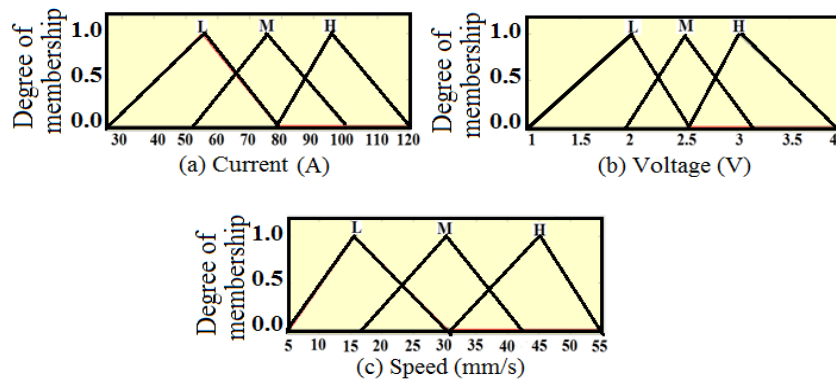 Degree of membership
L M H
1.0
0.5
0.0
30 40 50 60 70 80 90 100 110 120
(a) Current (A)
Degree of membership
L M H
1.0
0.5
0.0
1 1.5 2 2.5 3 3.5 4
(b) Voltage (V)
Degree of membership
L M H
1.0
0.5
0.0
5 10 15 20 25 30 35 40 45 50 55
(c) Speed (mm/s)